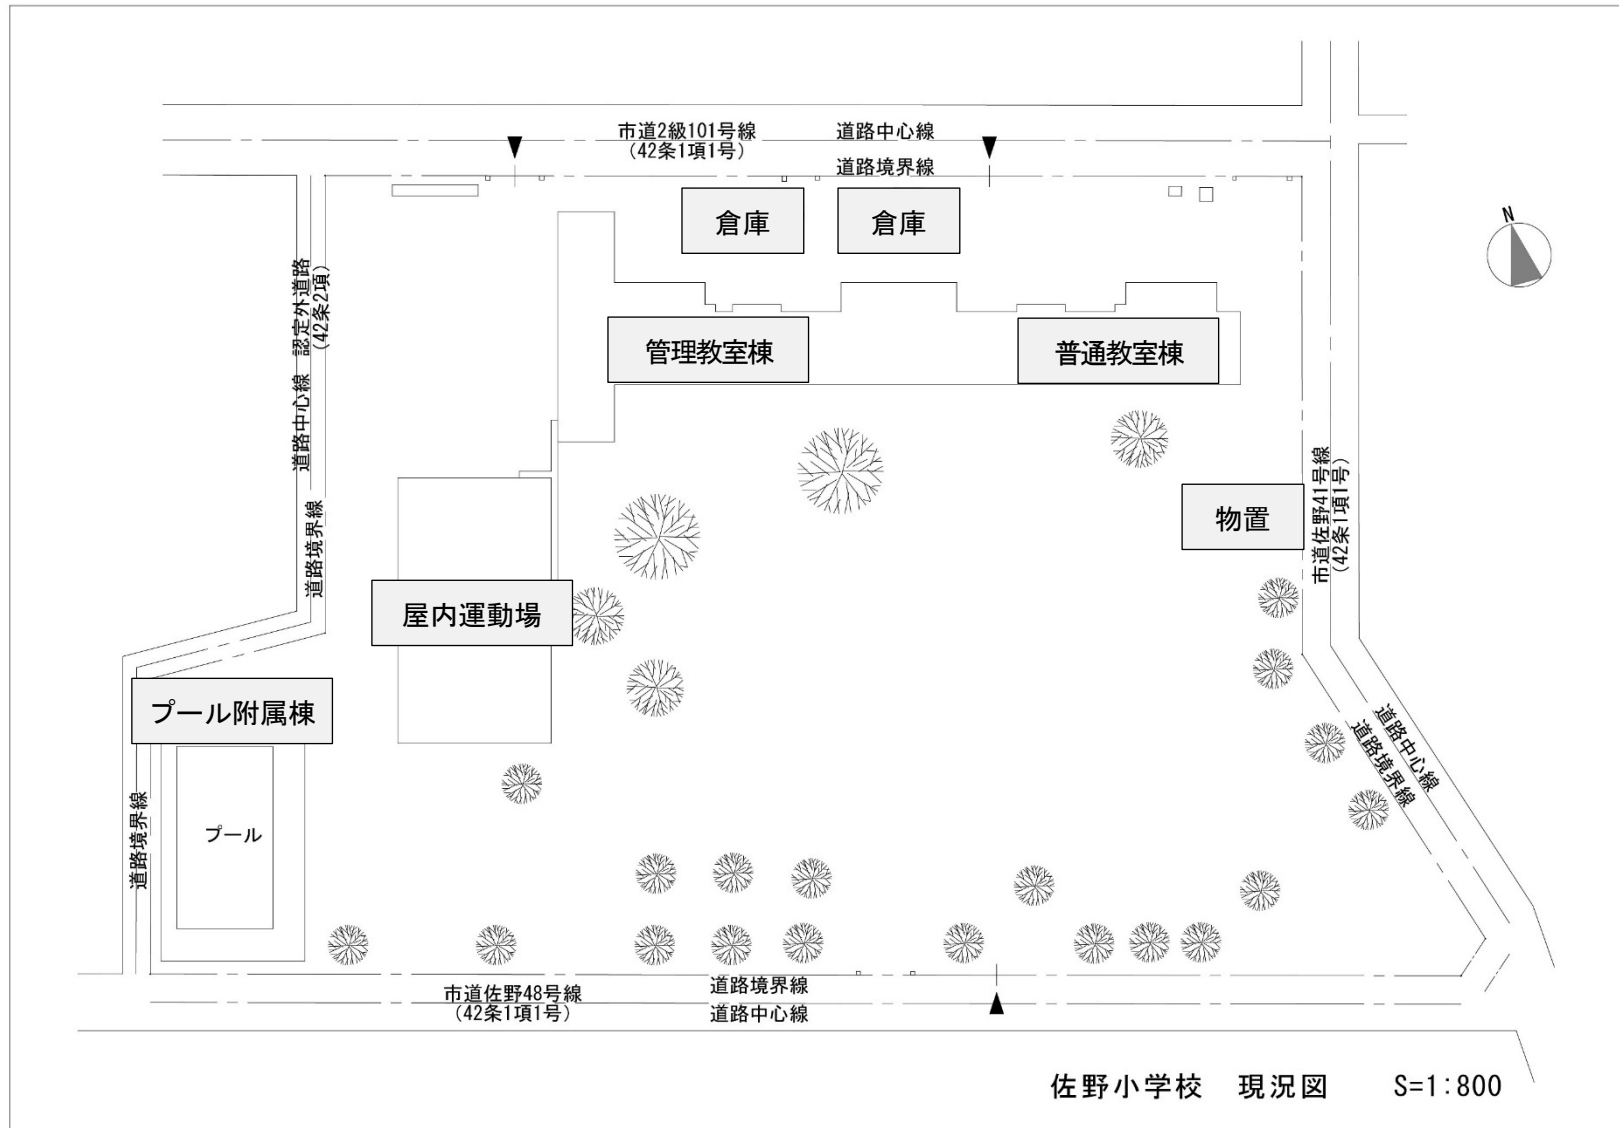 市道2級101号線
(42条1項1号)
道路中心線
道路境界線
倉庫
倉庫
N
認定外道路
(42条2項)
道路中心線
道路境界線
管理教室棟
普通教室棟
物置
市道佐野41号線
(42条1項1号)
屋内運動場
プール附属棟
道路中心線
道路境界線
道路境界線
プール
市道佐野48号線
(42条1項1号)
道路境界線
道路中心線
佐野小学校 現況図 S=1:800